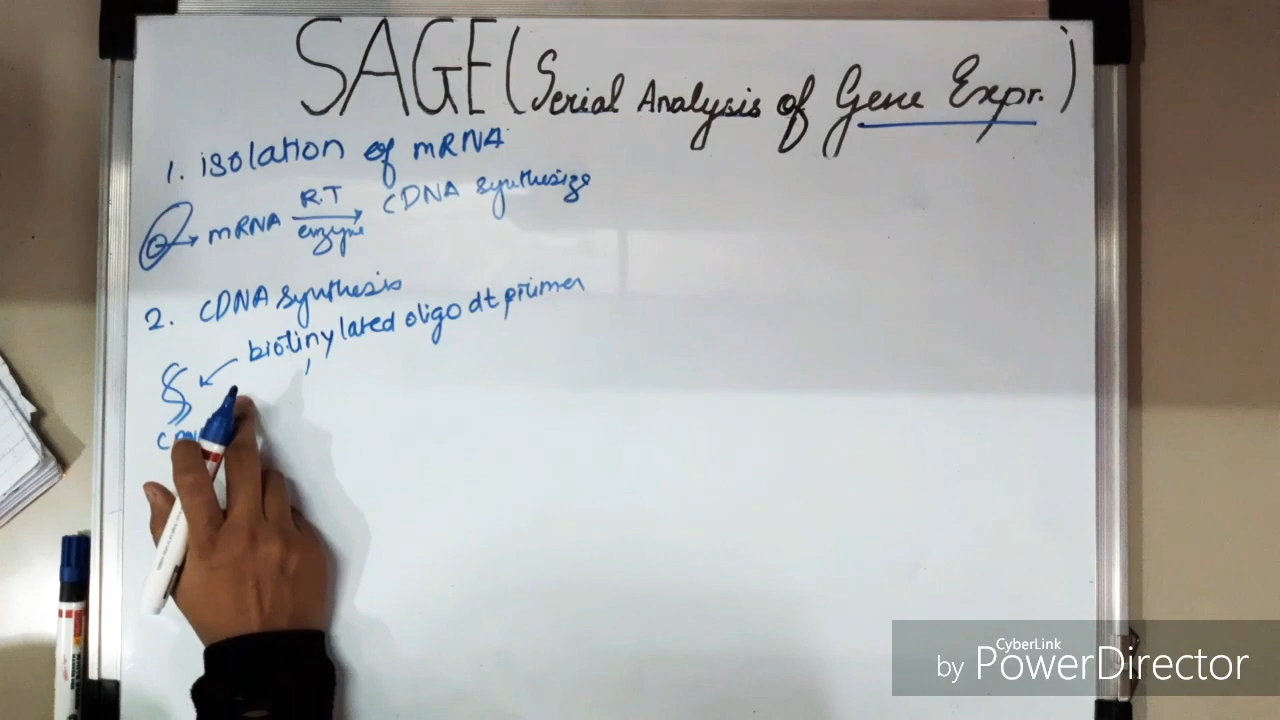 SAGE (Serial Analysis of Gene Expr.)
1. isolation of mRNA
mRNA R.T enzyme CDNA synthesize
2. CDNA synthesis
biotinylated oligo dt primer
CyberLink
by PowerDirector